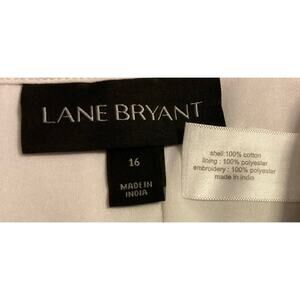 LANE BRYANT
16
MADE IN
INDIA
shell:100% cotton
lining : 100% polyester
embroidery : 100% polyester
made in india